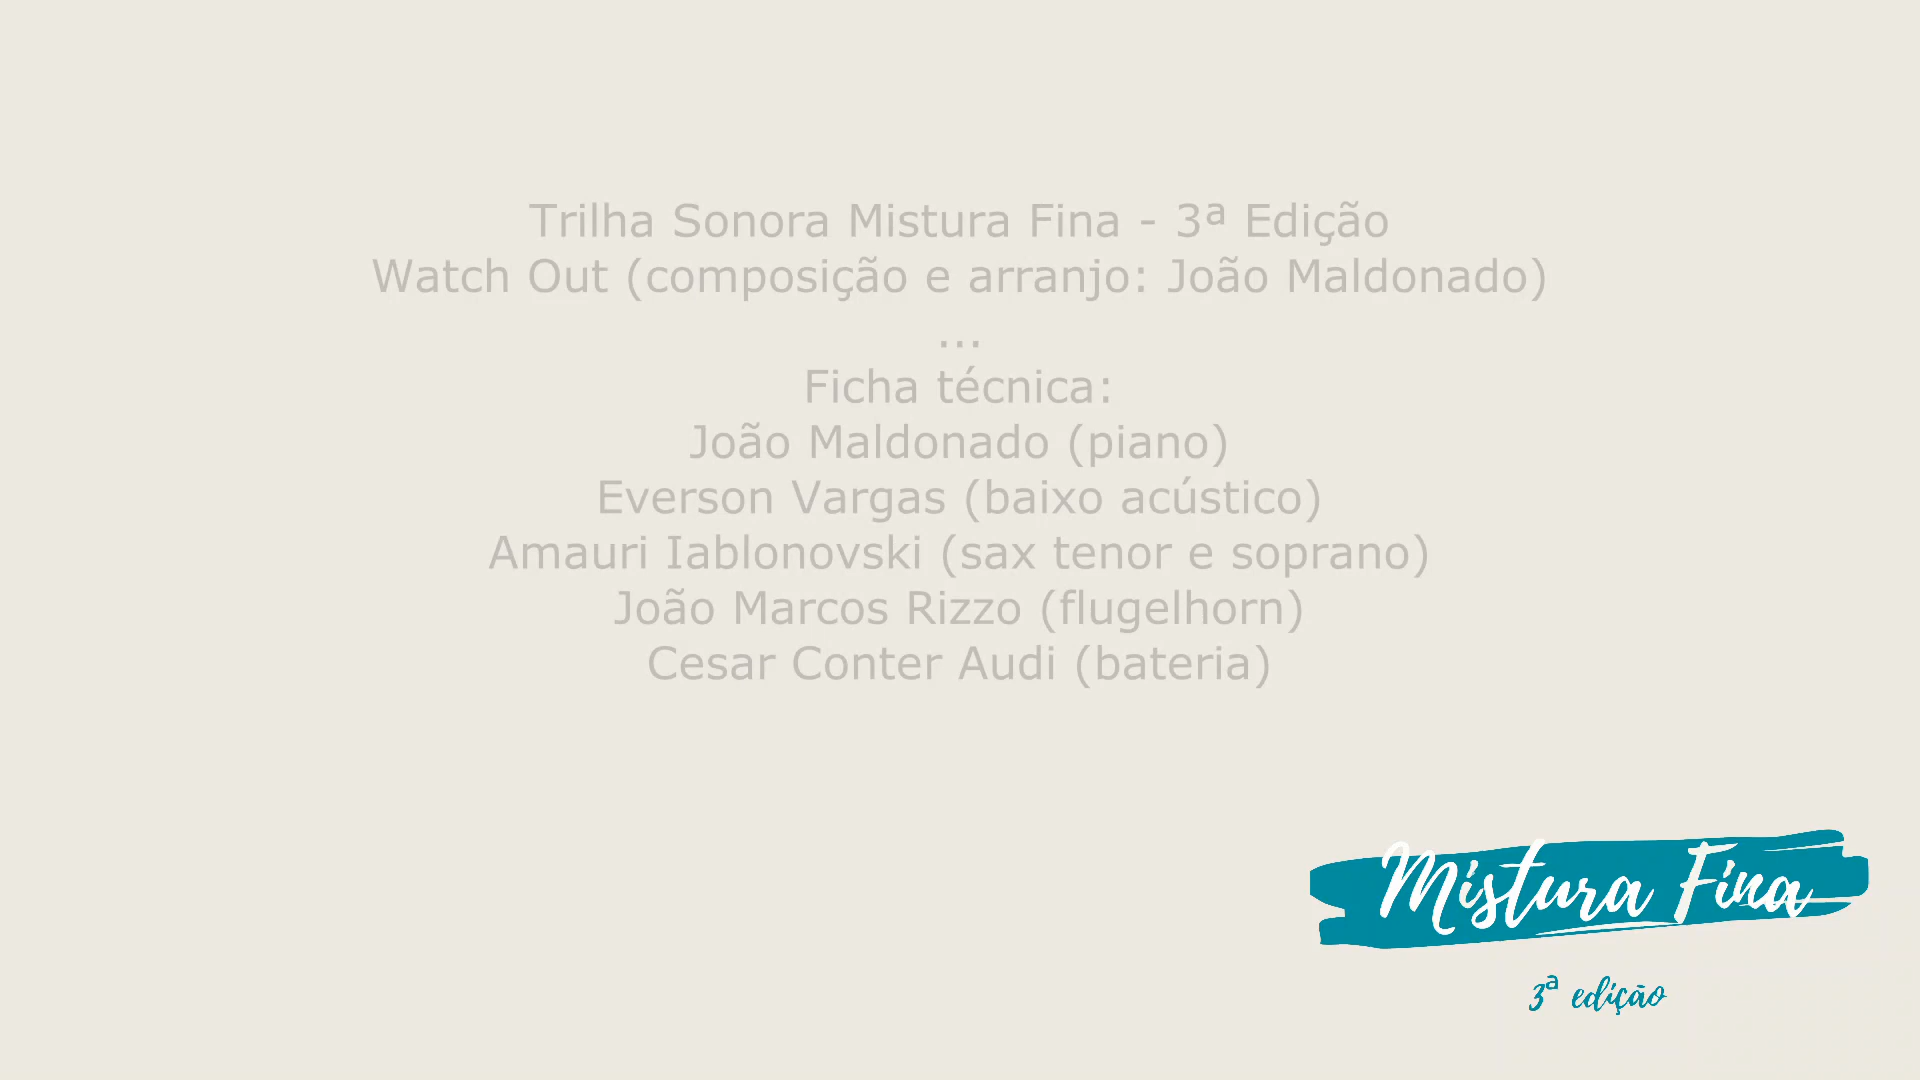 Trilha Sonora Mistura Fina - 3ª Edição
Watch Out (composição e arranjo: João Maldonado)
...
Ficha técnica:
João Maldonado (piano)
Everson Vargas (baixo acústico)
Amauri Iablonovski (sax tenor e soprano)
João Marcos Rizzo (flugelhorn)
Cesar Conter Audi (bateria)
Mistura Fina
3ª edição